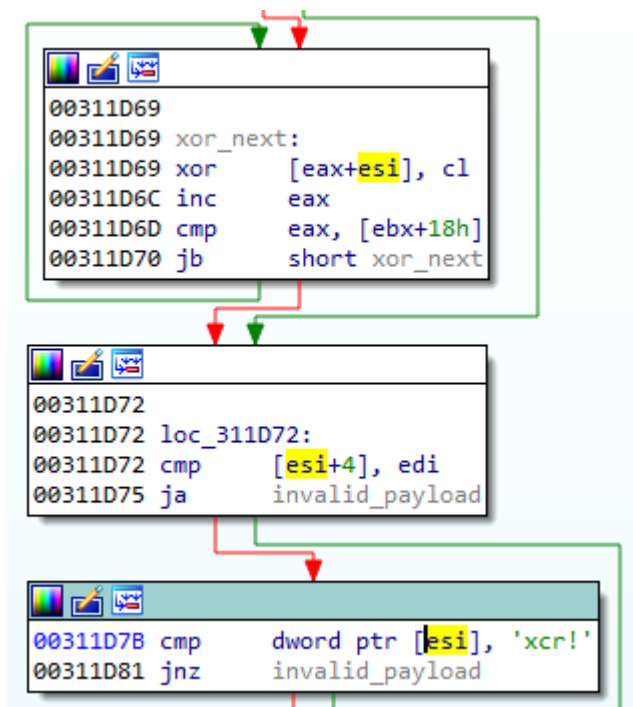 00311D69
00311D69 xor_next:
00311D69 xor [eax+esi], cl
00311D6C inc eax
00311D6D cmp eax, [ebx+18h]
00311D70 jb short xor_next
00311D72
00311D72 loc_311D72:
00311D72 cmp [esi+4], edi
00311D75 ja invalid_payload
00311D7B cmp dword ptr [esi], 'xcr!'
00311D81 jnz invalid_payload